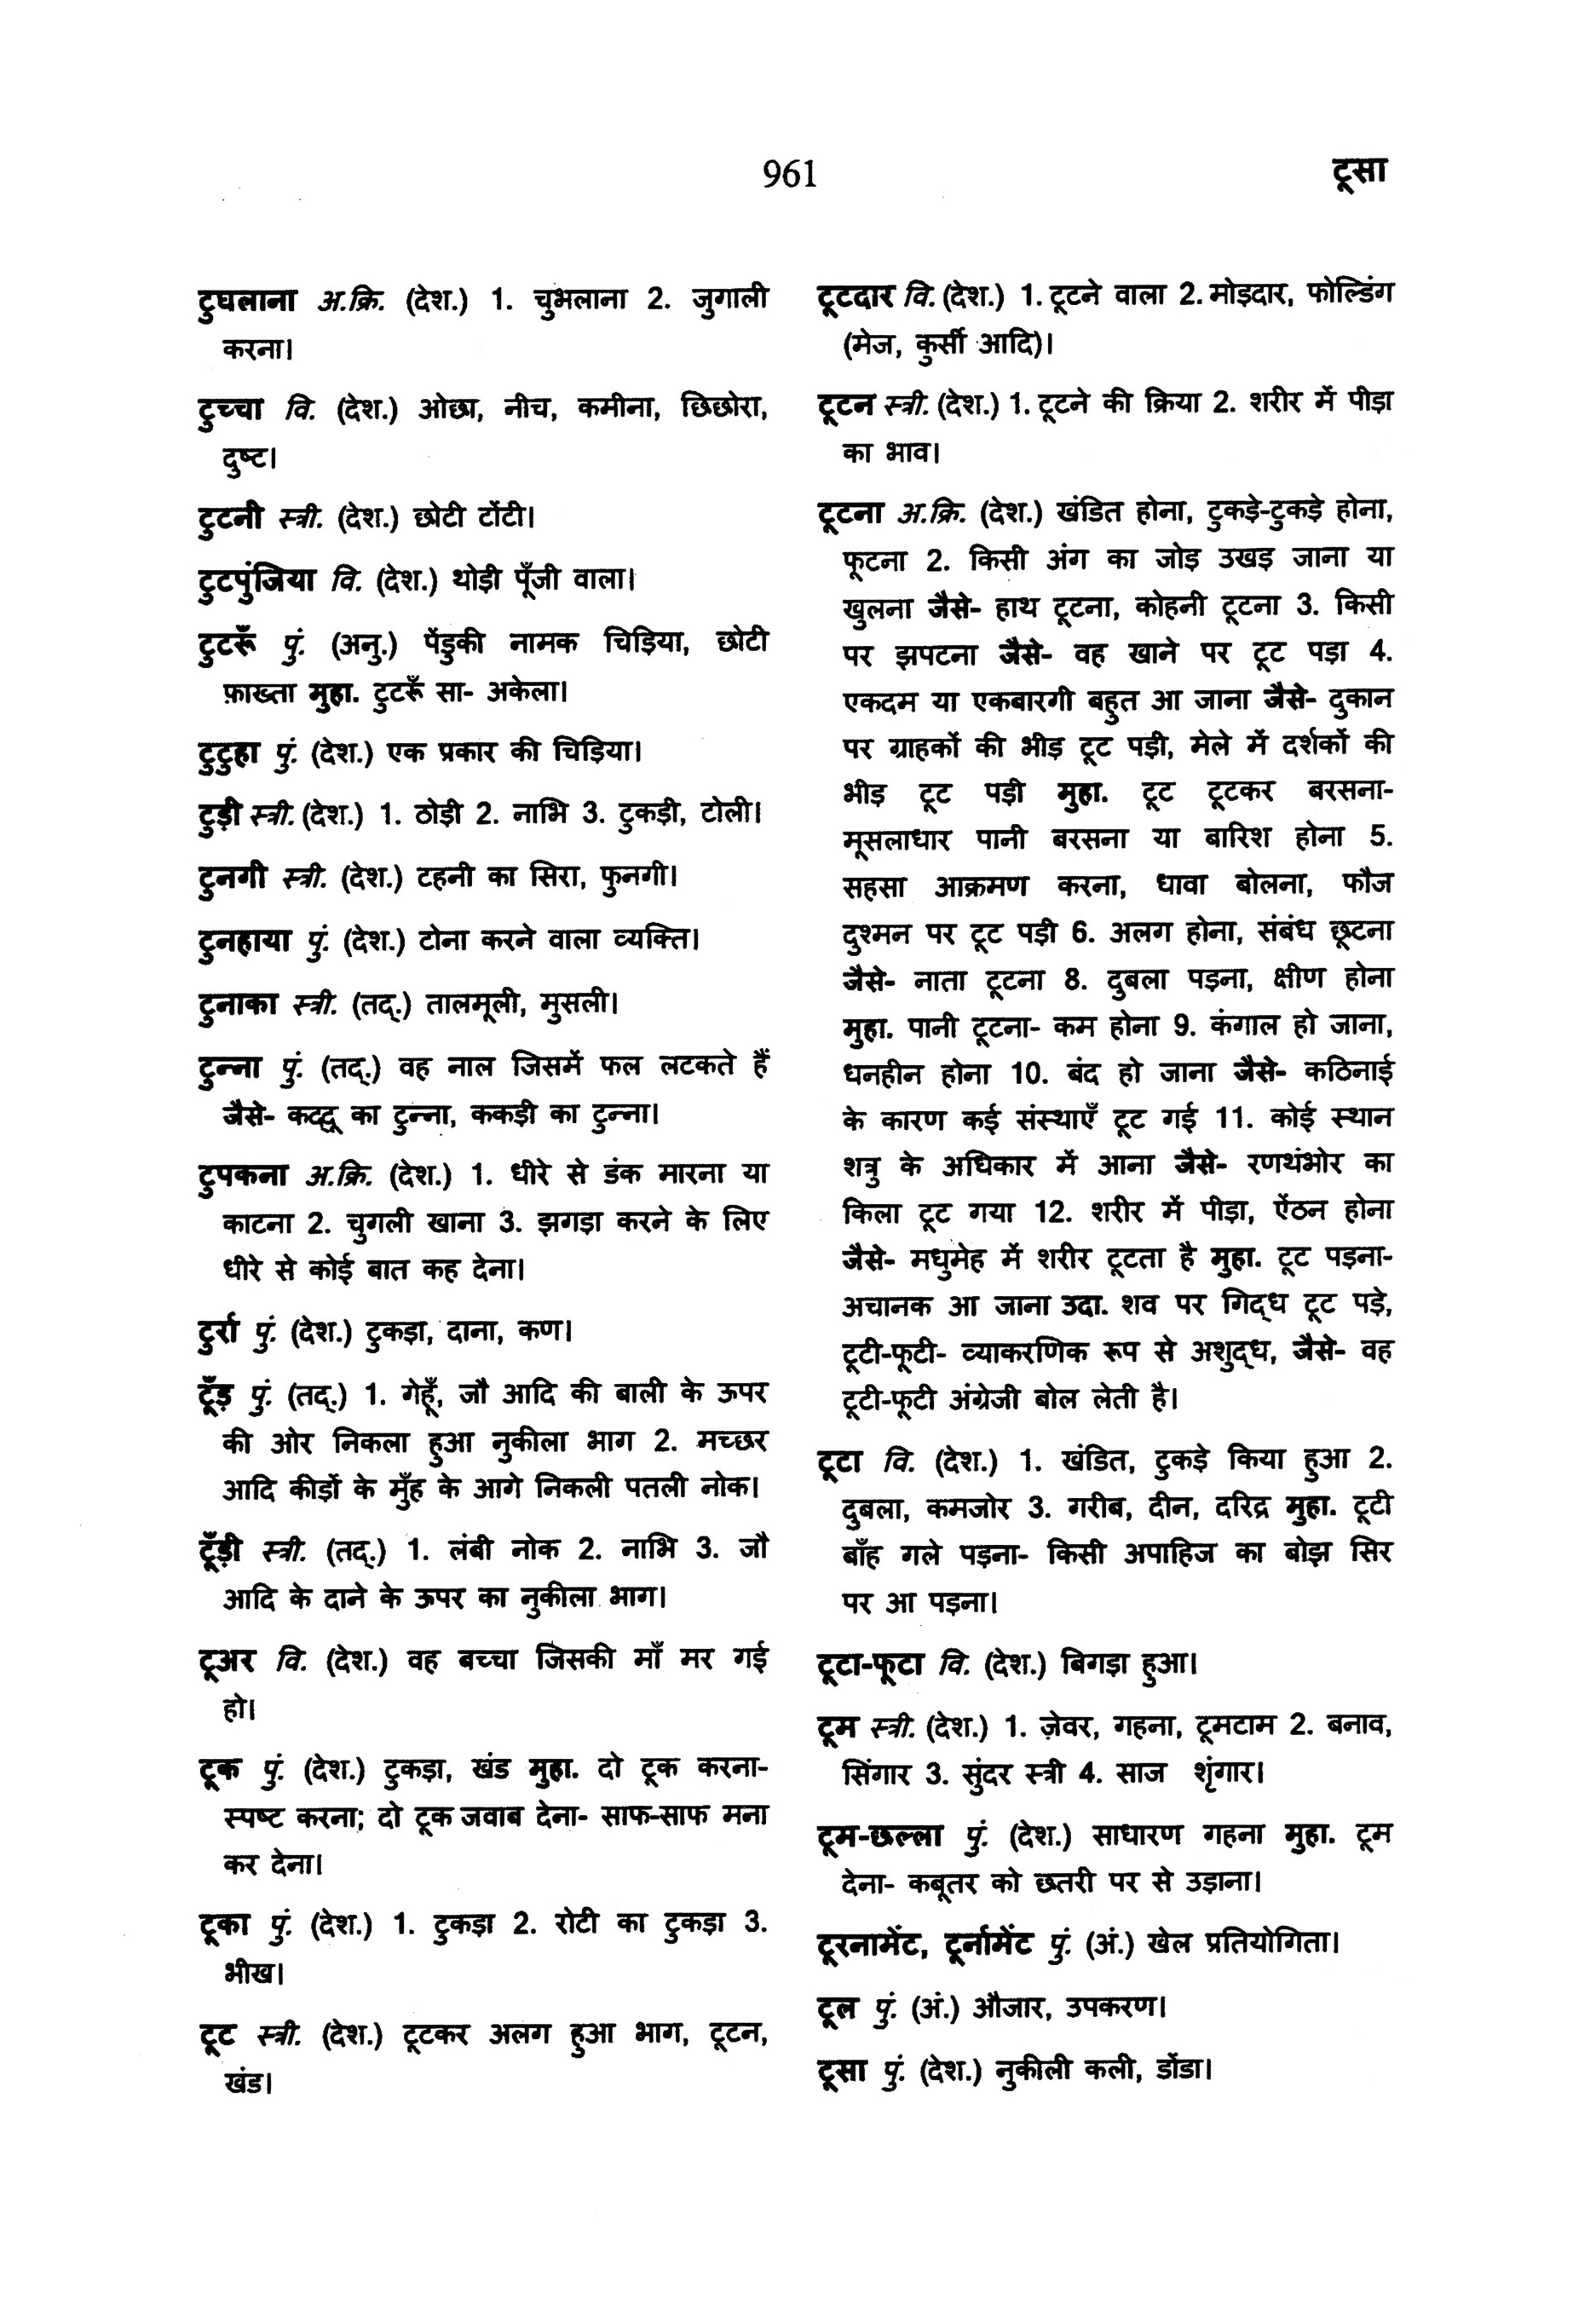 961
टूसा
टुघलाना अ.क्रि. (देश.) 1. चुभलाना 2. जुगाली
करना।
टुच्चा वि. (देश.) ओछा, नीच, कमीना, छिछोरा,
दुष्ट।
टुटनी स्त्री. (देश.) छोटी टोंटी।
टुटपुंजिया वि. (देश.) थोड़ी पूँजी वाला।
टुटरूँ पुं. (अनु.) पेंडुकी नामक चिड़िया, छोटी
फ़ाख्ता मुहा. टुटरूँ सा- अकेला।
टुटुहा पुं. (देश.) एक प्रकार की चिड़िया।
टुड़ी स्त्री. (देश.) 1. ठोड़ी 2. नाभि 3. टुकड़ी, टोली।
टुनगी स्त्री. (देश.) टहनी का सिरा, फुनगी।
टुनहाया पुं. (देश.) टोना करने वाला व्यक्ति।
टुनाका स्त्री. (तद्.) तालमूली, मुसली।
टुन्ना पुं. (तद्.) वह नाल जिसमें फल लटकते हैं
जैसे- कद्दू का टुन्ना, ककड़ी का टुन्ना।
टुपकना अ.क्रि. (देश.) 1. धीरे से डंक मारना या
काटना 2. चुगली खाना 3. झगड़ा करने के लिए
धीरे से कोई बात कह देना।
टुर्रा पुं. (देश.) टुकड़ा, दाना, कण।
टूँड़ पुं. (तद्.) 1. गेहूँ, जौ आदि की बाली के ऊपर
की ओर निकला हुआ नुकीला भाग 2. मच्छर
आदि कीड़ों के मुँह के आगे निकली पतली नोक।
टूँड़ी स्त्री. (तद्.) 1. लंबी नोक 2. नाभि 3. जौ
आदि के दाने के ऊपर का नुकीला भाग।
टूअर वि. (देश.) वह बच्चा जिसकी माँ मर गई
हो।
टूक पुं. (देश.) टुकड़ा, खंड मुहा. दो टूक करना-
स्पष्ट करना; दो टूक जवाब देना- साफ-साफ मना
कर देना।
टूका पुं. (देश.) 1. टुकड़ा 2. रोटी का टुकड़ा 3.
भीख।
टूट स्त्री. (देश.) टूटकर अलग हुआ भाग, टूटन,
खंड।
टूटदार वि. (देश.) 1. टूटने वाला 2. मोड़दार, फोल्डिंग
(मेज, कुर्सी आदि)।
टूटन स्त्री. (देश.) 1. टूटने की क्रिया 2. शरीर में पीड़ा
का भाव।
टूटना अ.क्रि. (देश.) खंडित होना, टुकड़े-टुकड़े होना,
फूटना 2. किसी अंग का जोड़ उखड़ जाना या
खुलना जैसे- हाथ टूटना, कोहनी टूटना 3. किसी
पर झपटना जैसे- वह खाने पर टूट पड़ा 4.
एकदम या एकबारगी बहुत आ जाना जैसे- दुकान
पर ग्राहकों की भीड़ टूट पड़ी, मेले में दर्शकों की
भीड़ टूट पड़ी मुहा. टूट टूटकर बरसना-
मूसलाधार पानी बरसना या बारिश होना 5.
सहसा आक्रमण करना, धावा बोलना, फौज
दुश्मन पर टूट पड़ी 6. अलग होना, संबंध छूटना
जैसे- नाता टूटना 8. दुबला पड़ना, क्षीण होना
मुहा. पानी टूटना- कम होना 9. कंगाल हो जाना,
धनहीन होना 10. बंद हो जाना जैसे- कठिनाई
के कारण कई संस्थाएँ टूट गई 11. कोई स्थान
शत्रु के अधिकार में आना जैसे- रणथंभोर का
किला टूट गया 12. शरीर में पीड़ा, ऐंठन होना
जैसे- मधुमेह में शरीर टूटता है मुहा. टूट पड़ना-
अचानक आ जाना उदा. शव पर गिद्ध टूट पड़े,
टूटी-फूटी- व्याकरणिक रूप से अशुद्ध, जैसे- वह
टूटी-फूटी अंग्रेजी बोल लेती है।
टूटा वि. (देश.) 1. खंडित, टुकड़े किया हुआ 2.
दुबला, कमजोर 3. गरीब, दीन, दरिद्र मुहा. टूटी
बाँह गले पड़ना- किसी अपाहिज का बोझ सिर
पर आ पड़ना।
टूटा-फूटा वि. (देश.) बिगड़ा हुआ।
टूम स्त्री. (देश.) 1. ज़ेवर, गहना, टूमटाम 2. बनाव,
सिंगार 3. सुंदर स्त्री 4. साज शृंगार।
टूम-छल्ला पुं. (देश.) साधारण गहना मुहा. टूम
देना- कबूतर को छतरी पर से उड़ाना।
टूरनामेंट, टूर्नामेंट पुं. (अं.) खेल प्रतियोगिता।
टूल पुं. (अं.) औजार, उपकरण।
टूसा पुं. (देश.) नुकीली कली, डोंडा।